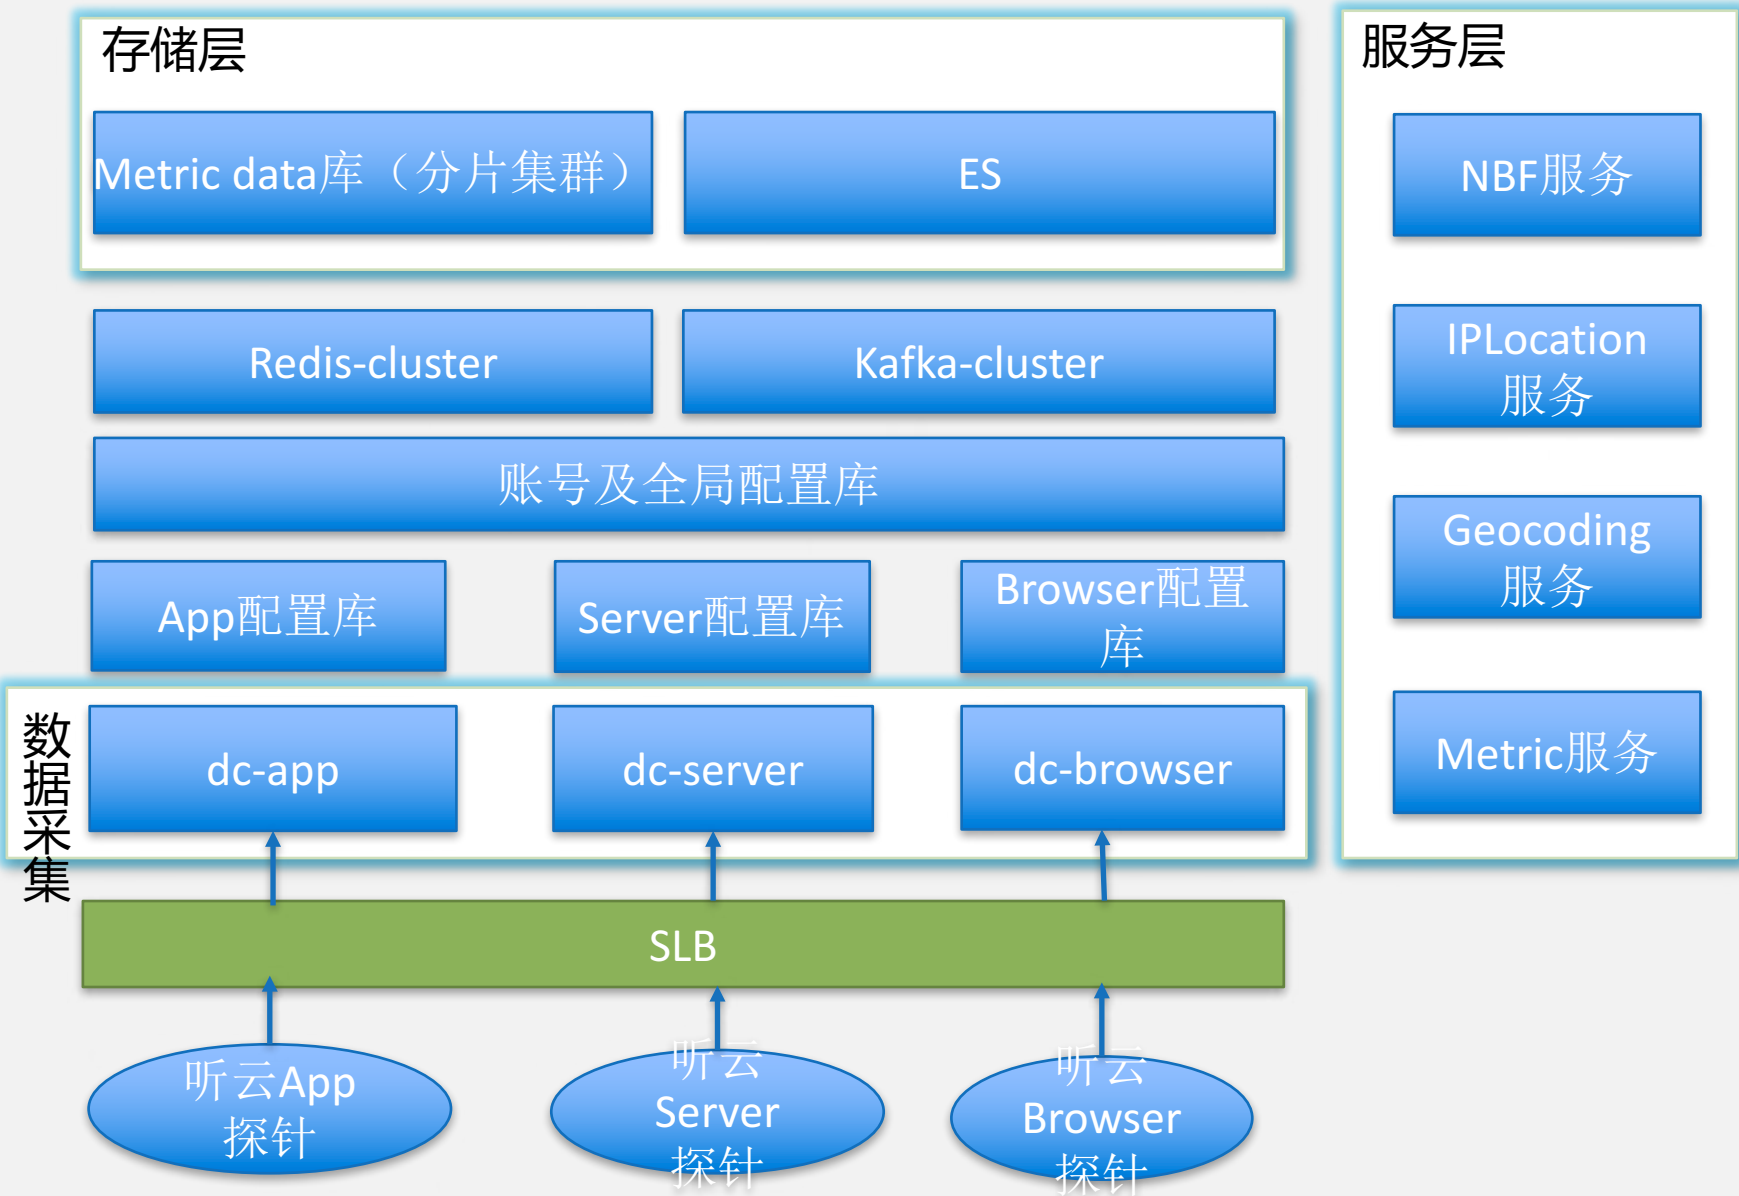 存储层
Metric data库（分片集群）
ES
Redis-cluster
Kafka-cluster
账号及全局配置库
App配置库
Server配置库
Browser配置
库
数
据
采
集
dc-app
dc-server
dc-browser
SLB
听云App
探针
听云
Server
探针
听云
Browser
探针
服务层
NBF服务
IPLocation
服务
Geocoding
服务
Metric服务